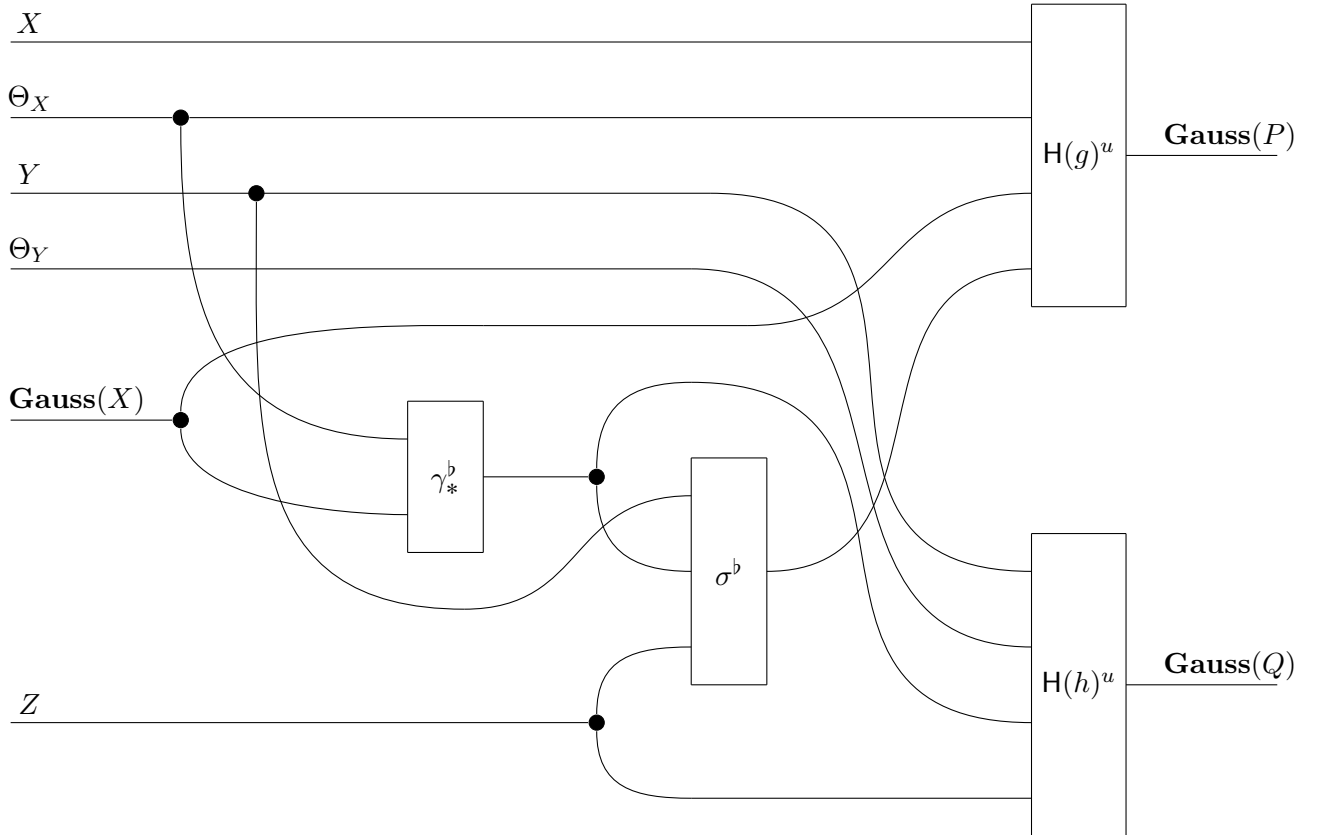 X
Θ_X
Y
Θ_Y
Gauss(X)
Z
γ_*^♭
σ^♭
H(g)^u
H(h)^u
Gauss(P)
Gauss(Q)